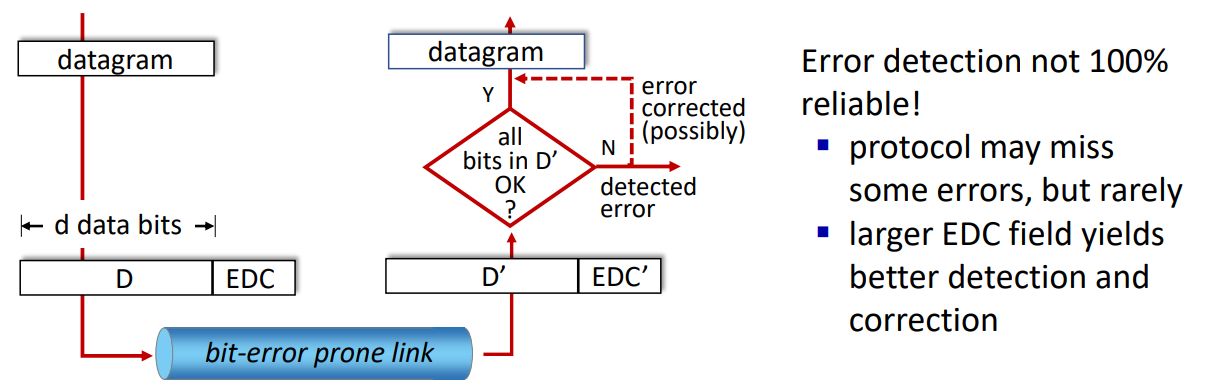 datagram
d data bits
D
EDC
bit-error prone link
datagram
Y
error
corrected
(possibly)
all
bits in D’
OK
?
N
detected
error
D’
EDC’
Error detection not 100%
reliable!
▪ protocol may miss
some errors, but rarely
▪ larger EDC field yields
better detection and
correction